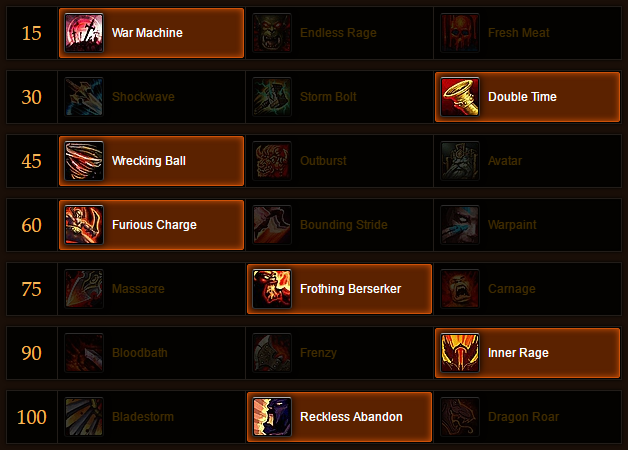 15 War Machine Endless Rage Fresh Meat
30 Shockwave Storm Bolt Double Time
45 Wrecking Ball Outburst Avatar
60 Furious Charge Bounding Stride Warpaint
75 Massacre Frothing Berserker Carnage
90 Bloodbath Frenzy Inner Rage
100 Bladestorm Reckless Abandon Dragon Roar